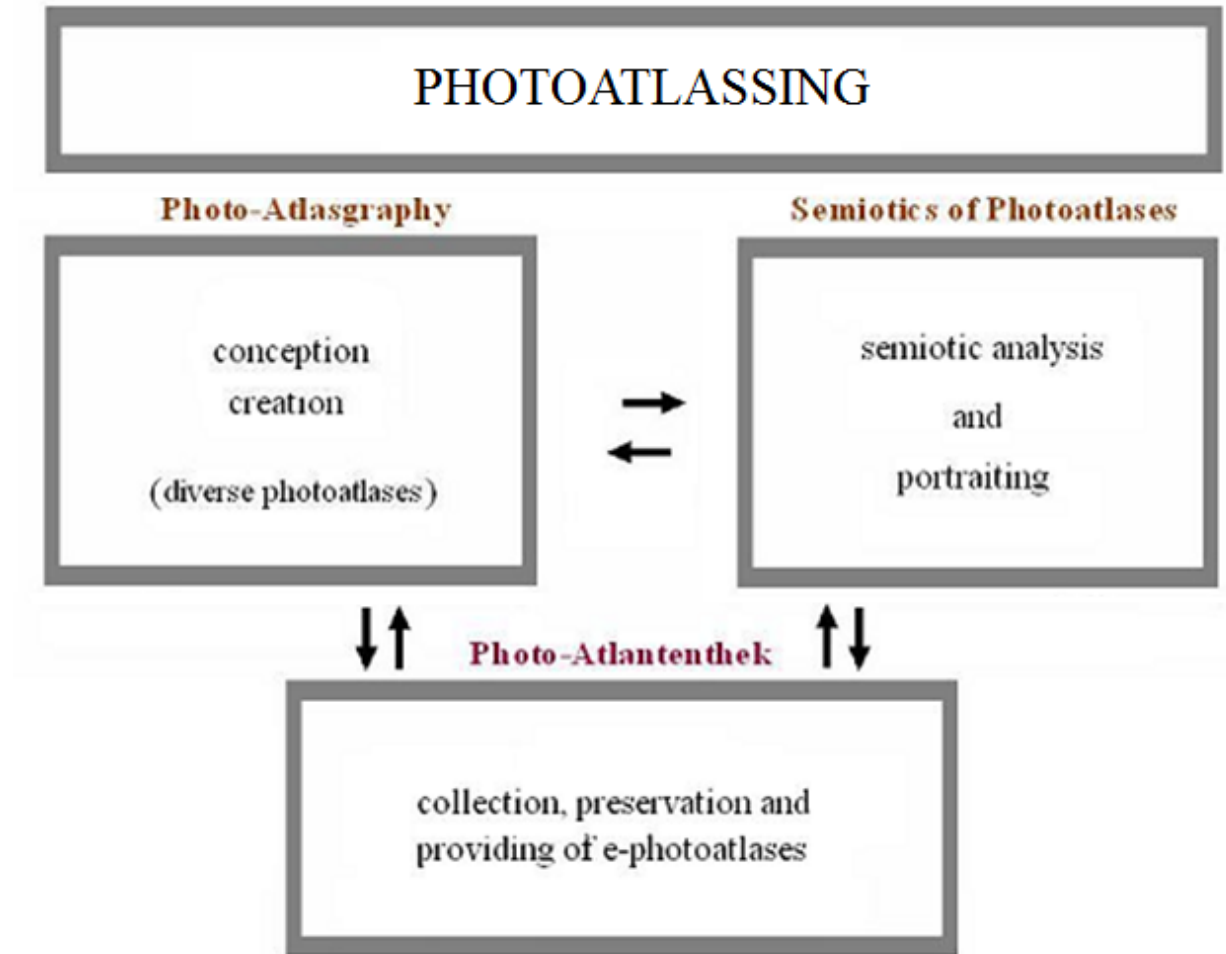 PHOTOATLASSING
Photo-Atlasgraphy
conception
creation
(diverse photoatlases)
Semiotics of Photoatlases
semiotic analysis
and
portraiting
Photo-Atlantenthek
collection, preservation and
providing of e-photoatlases